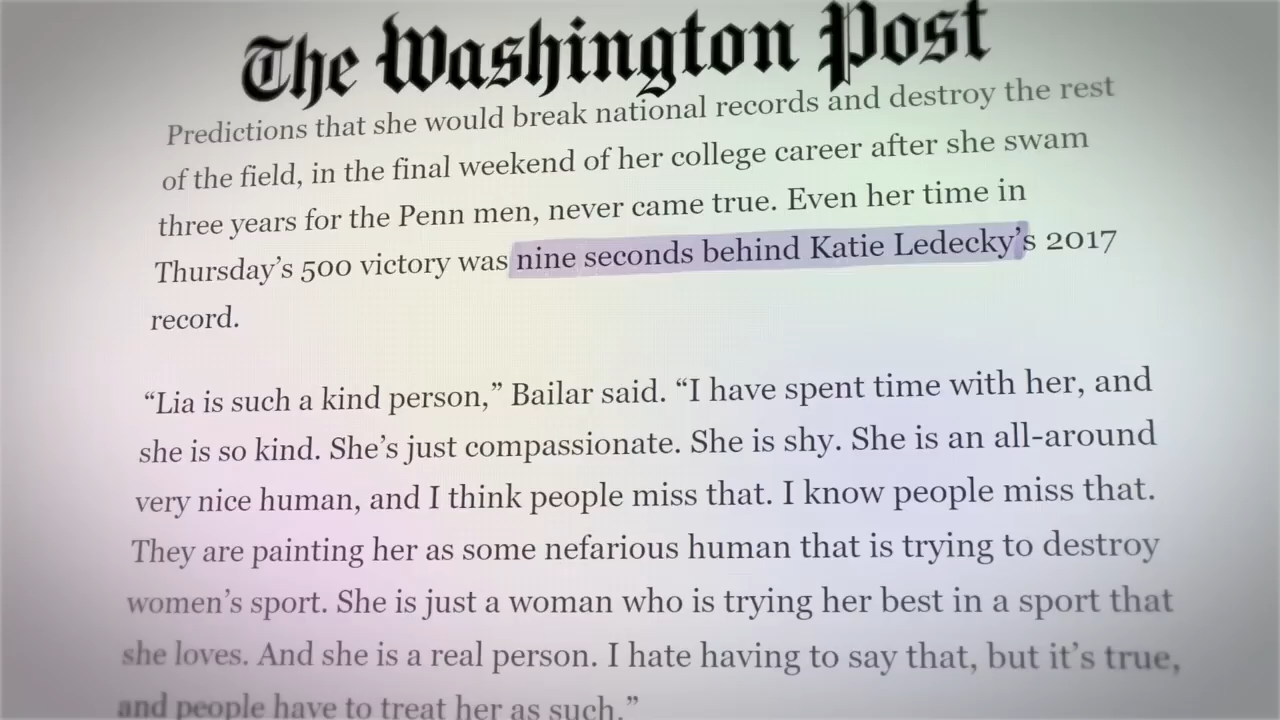 The Washington Post
Predictions that she would break national records and destroy the rest
of the field, in the final weekend of her college career after she swam
three years for the Penn men, never came true. Even her time in
Thursday’s 500 victory was nine seconds behind Katie Ledecky’s 2017
record.
“Lia is such a kind person,” Bailar said. “I have spent time with her, and
she is so kind. She’s just compassionate. She is shy. She is an all-around
very nice human, and I think people miss that. I know people miss that.
They are painting her as some nefarious human that is trying to destroy
women’s sport. She is just a woman who is trying her best in a sport that
she loves. And she is a real person. I hate having to say that, but it’s true,
and people have to treat her as such.”